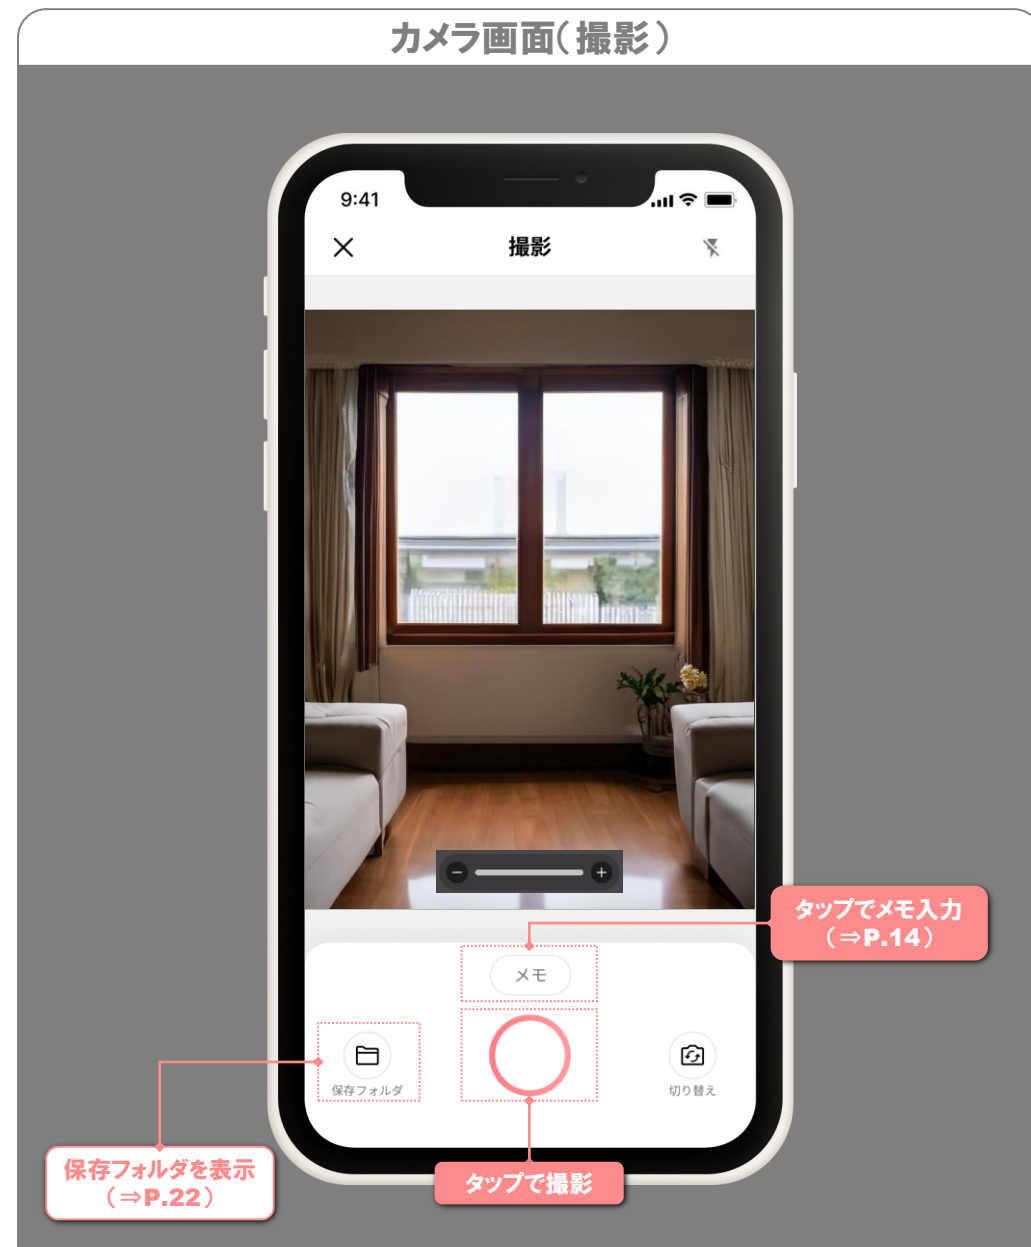 カメラ画面(撮影)
9:41
撮影
タップでメモ入力
(⇒P.14)
メモ
保存フォルダ
切り替え
保存フォルダを表示
(⇒P.22)
タップで撮影